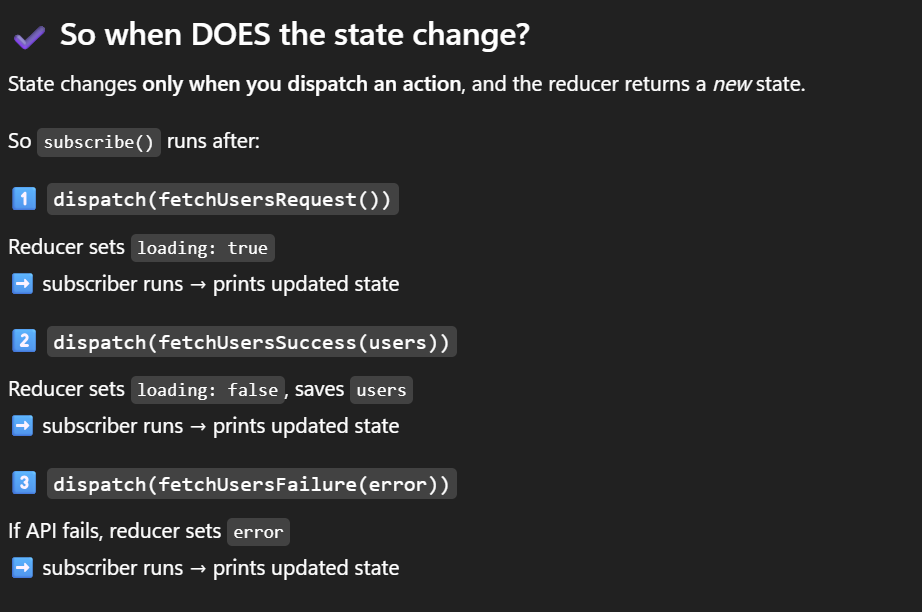 ✔ So when DOES the state change?
State changes only when you dispatch an action, and the reducer returns a new state.
So subscribe() runs after:
1️⃣ dispatch(fetchUsersRequest())
Reducer sets loading: true
➡️ subscriber runs → prints updated state
2️⃣ dispatch(fetchUsersSuccess(users))
Reducer sets loading: false, saves users
➡️ subscriber runs → prints updated state
3️⃣ dispatch(fetchUsersFailure(error))
If API fails, reducer sets error
➡️ subscriber runs → prints updated state